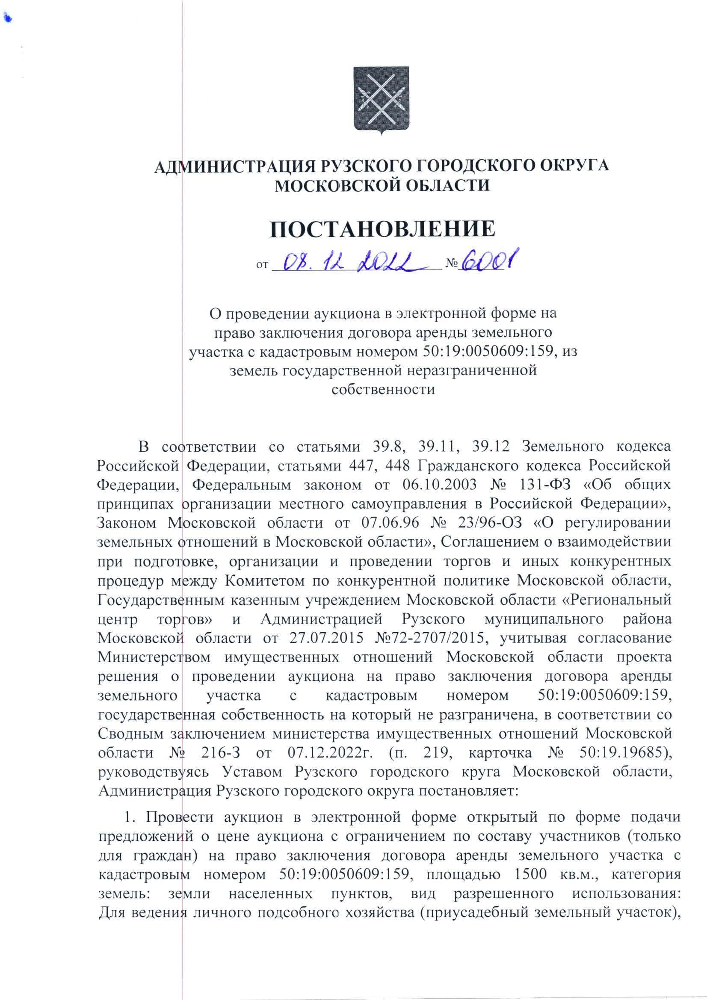 АДМИНИСТРАЦИЯ РУЗСКОГО ГОРОДСКОГО ОКРУГА
МОСКОВСКОЙ ОБЛАСТИ
ПОСТАНОВЛЕНИЕ
от 08.12 2022 № 6001
О проведении аукциона в электронной форме на
право заключения договора аренды земельного
участка с кадастровым номером 50:19:0050609:159, из
земель государственной неразграниченной
собственности
В соответствии со статьями 39.8, 39.11, 39.12 Земельного кодекса
Российской Федерации, статьями 447, 448 Гражданского кодекса Российской
Федерации, Федеральным законом от 06.10.2003 № 131-ФЗ «Об общих
принципах организации местного самоуправления в Российской Федерации»,
Законом Московской области от 07.06.96 № 23/96-ОЗ «О регулировании
земельных отношений в Московской области», Соглашением о взаимодействии
при подготовке, организации и проведении торгов и иных конкурентных
процедур между Комитетом по конкурентной политике Московской области,
Государственным казенным учреждением Московской области «Региональный
центр торгов» и Администрацией Рузского муниципального района
Московской области от 27.07.2015 №72-2707/2015, учитывая согласование
Министерством имущественных отношений Московской области проекта
решения о проведении аукциона на право заключения договора аренды
земельного участка с кадастровым номером 50:19:0050609:159,
государственная собственность на который не разграничена, в соответствии со
Сводным заключением министерства имущественных отношений Московской
области № 216-З от 07.12.2022г. (п. 219, карточка № 50:19.19685),
руководствуясь Уставом Рузского городского круга Московской области,
Администрация Рузского городского округа постановляет:
1. Провести аукцион в электронной форме открытый по форме подачи
предложений о цене аукциона с ограничением по составу участников (только
для граждан) на право заключения договора аренды земельного участка с
кадастровым номером 50:19:0050609:159, площадью 1500 кв.м., категория
земель: земли населенных пунктов, вид разрешенного использования:
Для ведения личного подсобного хозяйства (приусадебный земельный участок),